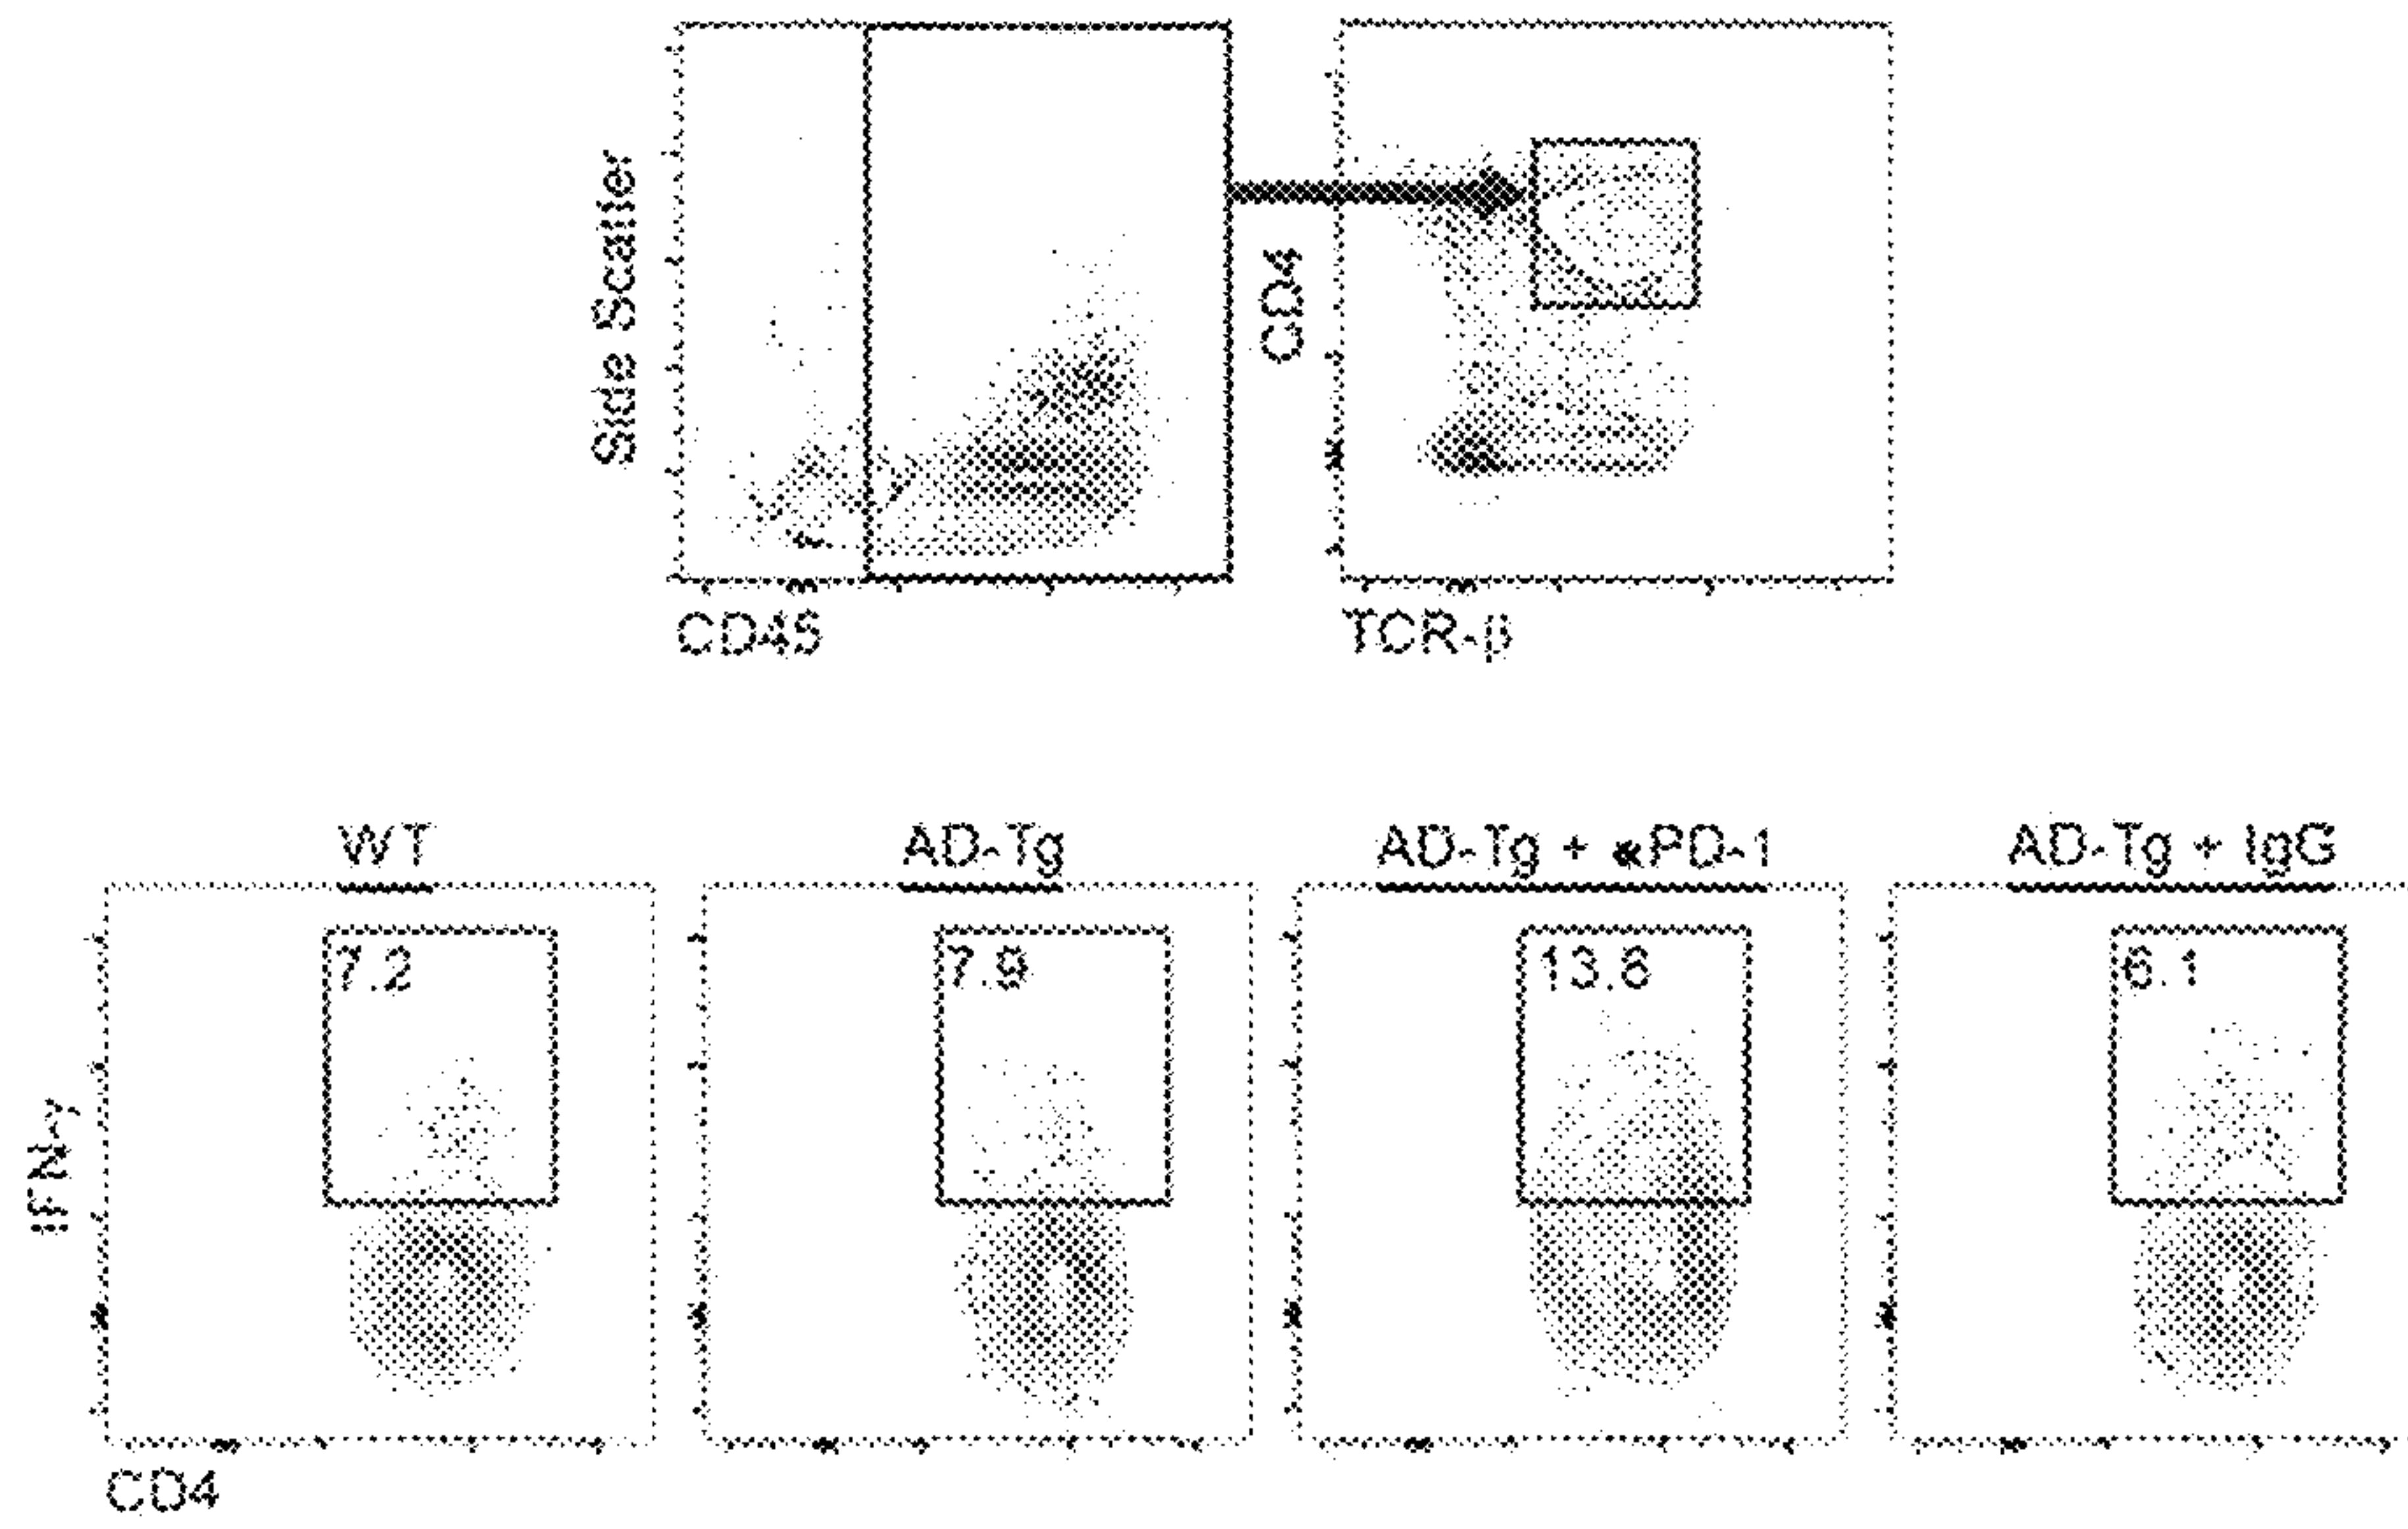 Side Scatter
CD45
CD4
TCR-β
WT
AD-Tg
AD-Tg + αPD-1
AD-Tg + IgG
7.2
7.9
13.8
6.1
IFN-γ
CD4